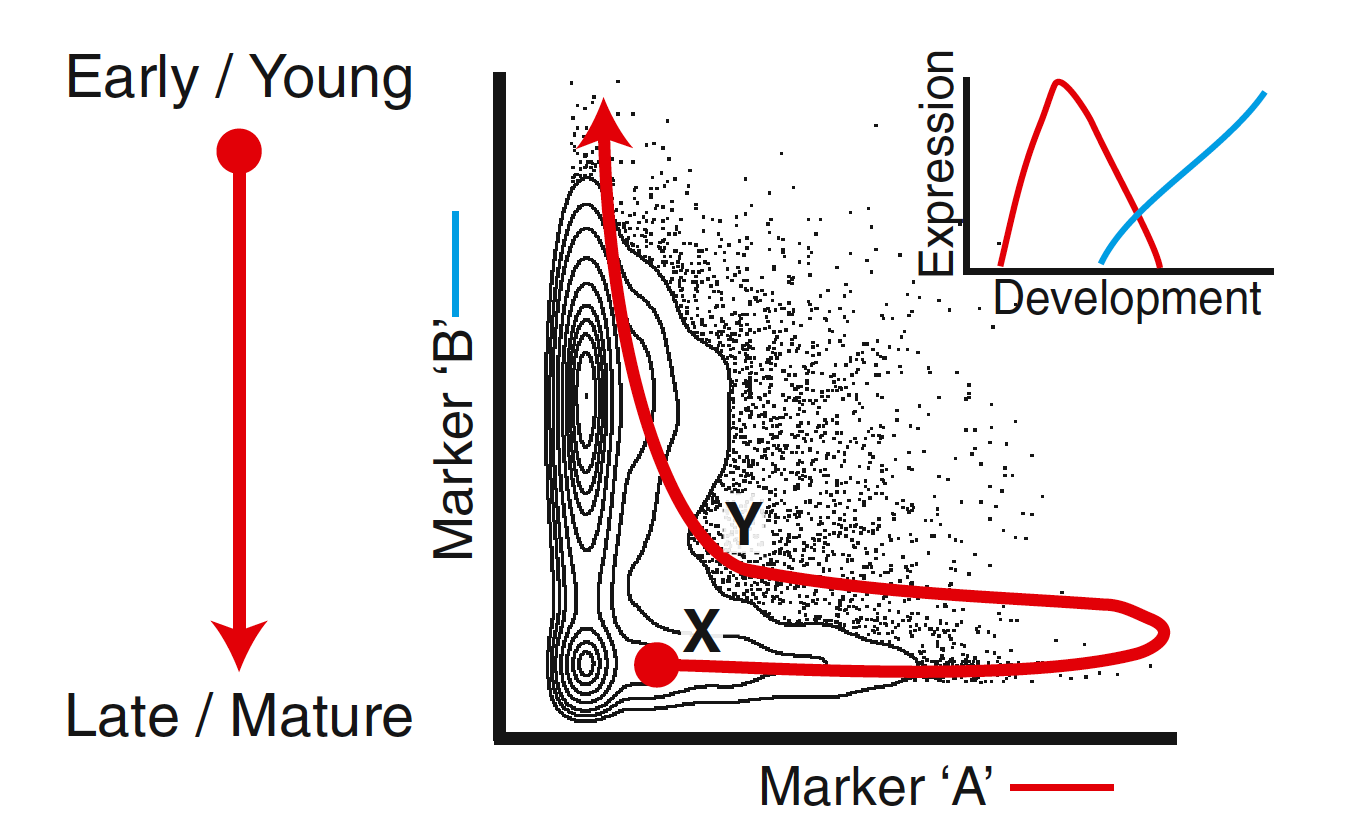 Early / Young
Late / Mature
Marker ‘B’
Y
X
Marker ‘A’
Expression
Development